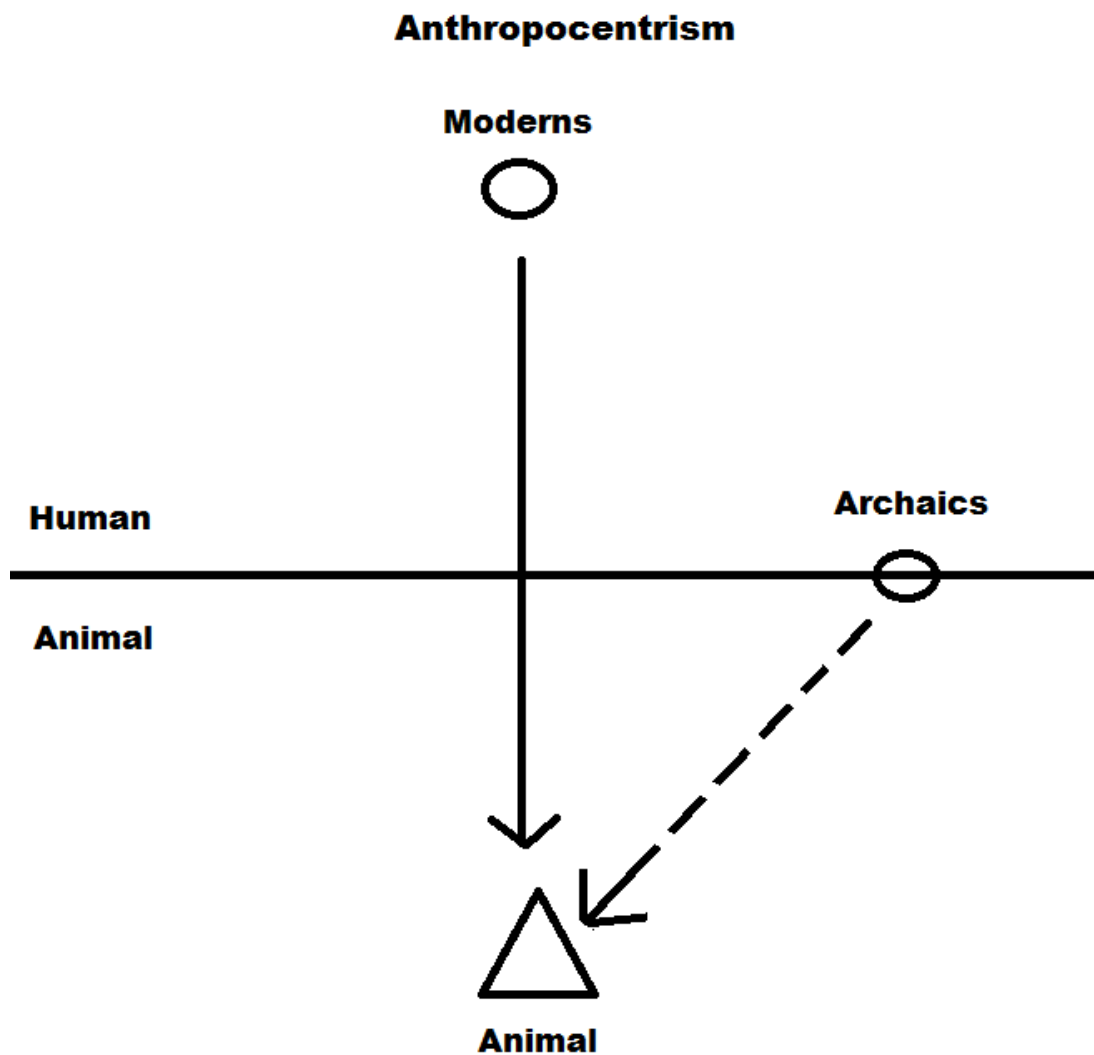 Anthropocentrism
Moderns
Archaics
Human
Animal
Animal